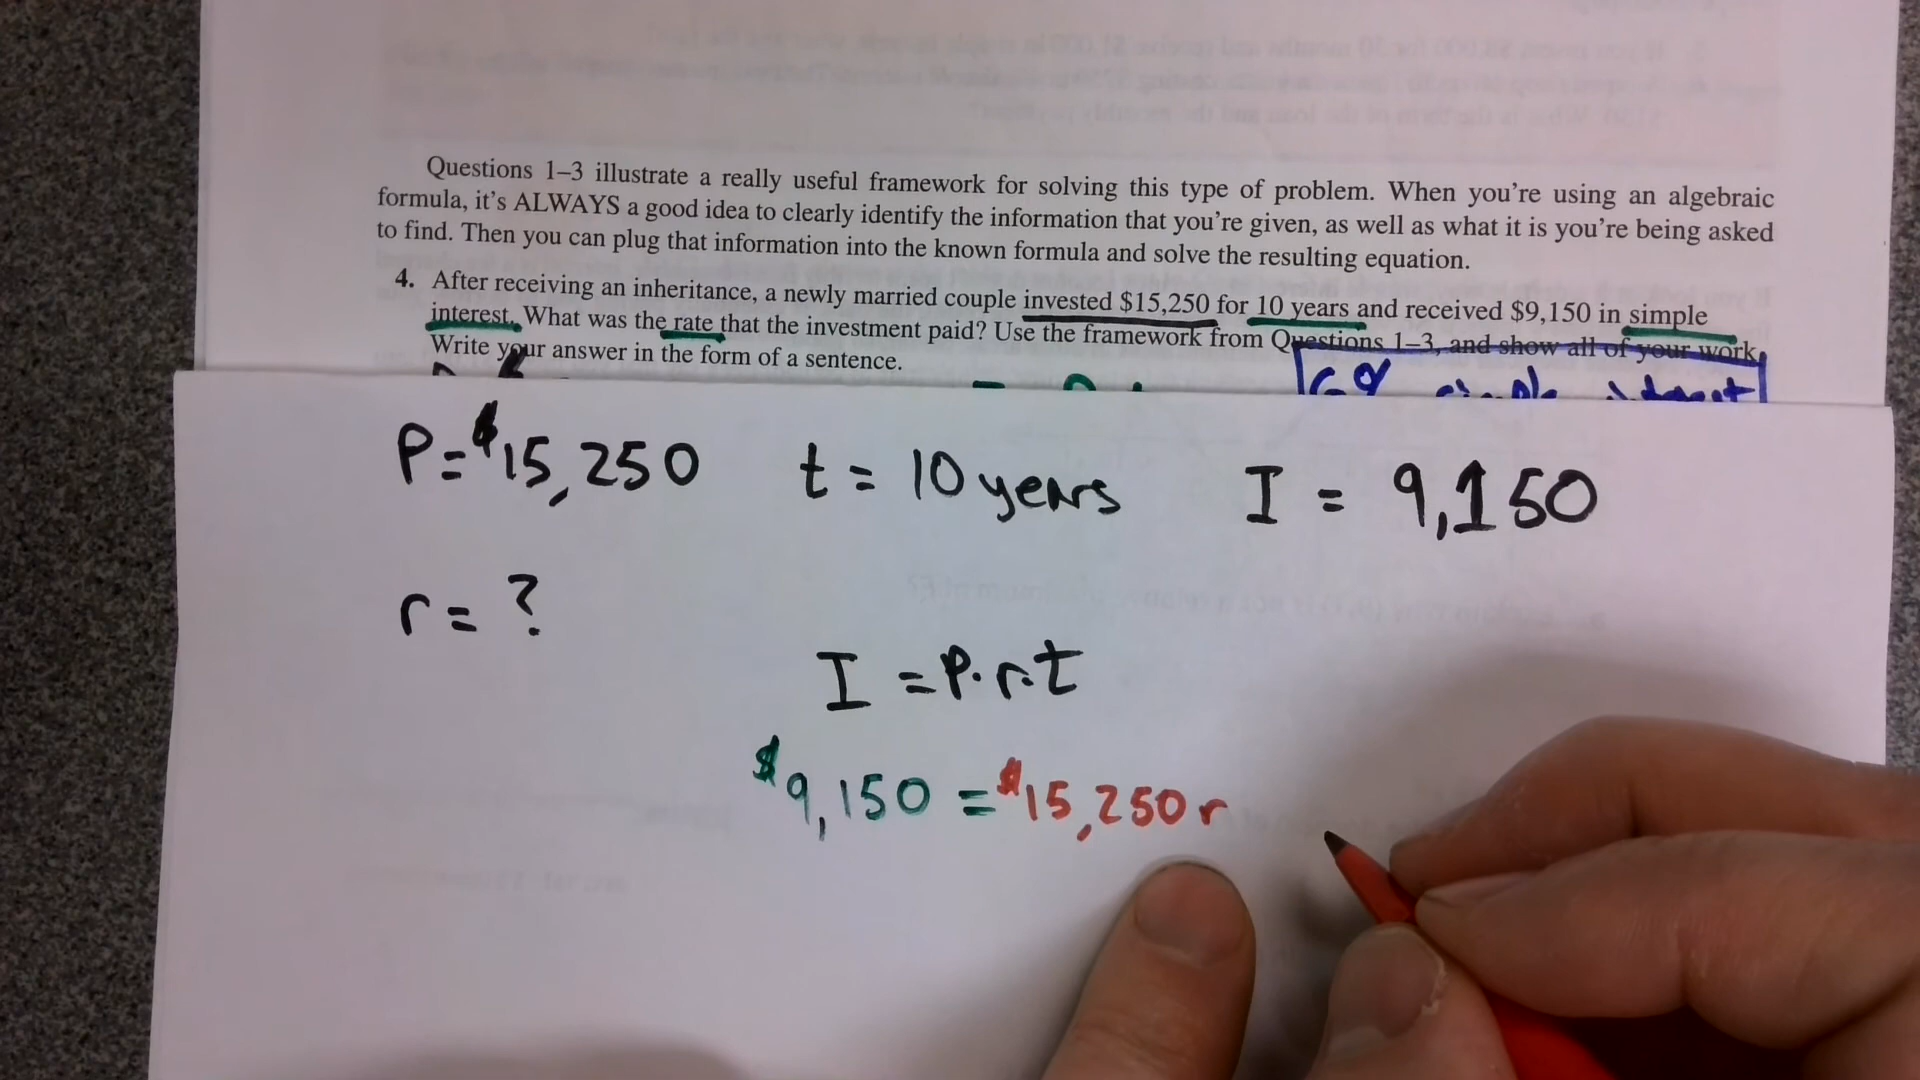 Questions 1–3 illustrate a really useful framework for solving this type of problem. When you're using an algebraic
formula, it's ALWAYS a good idea to clearly identify the information that you're given, as well as what it is you're being asked
to find. Then you can plug that information into the known formula and solve the resulting equation.
4. After receiving an inheritance, a newly married couple invested $15,250 for 10 years and received $9,150 in simple
interest. What was the rate that the investment paid? Use the framework from Questions 1–3, and show all of your work.
Write your answer in the form of a sentence.
P=$15,250 t = 10 years I = 9,150
r = ?
I = P·r·t
$9,150 = $15,250 r